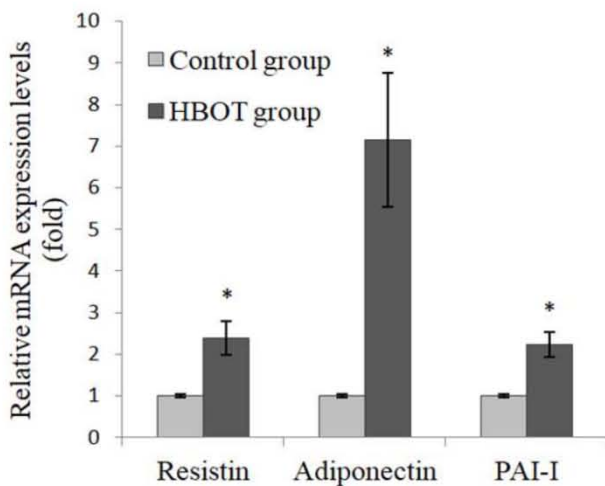 Relative mRNA expression levels
(fold)
10
9
8
7
6
5
4
3
2
1
0
Control group
HBOT group
*
*
*
Resistin
Adiponectin
PAI-I